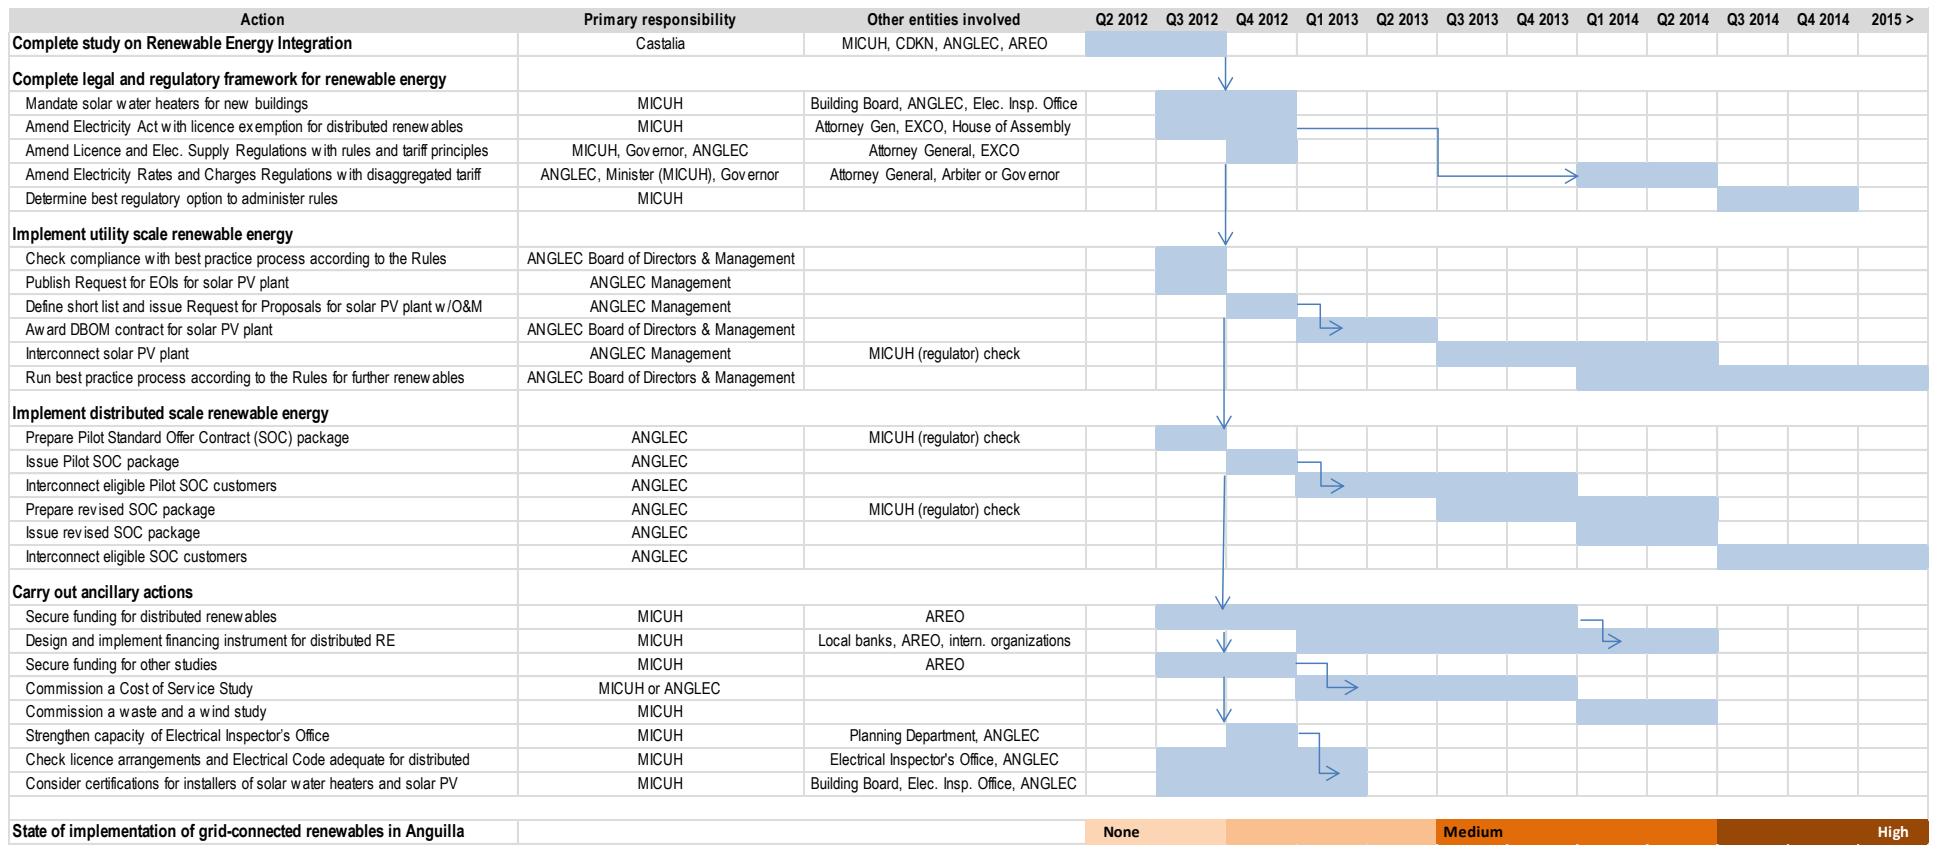 Action Primary responsibility Other entities involved Q2 2012 Q3 2012 Q4 2012 Q1 2013 Q2 2013 Q3 2013 Q4 2013 Q1 2014 Q2 2014 Q3 2014 Q4 2014 2015 >
Complete study on Renewable Energy Integration Castalia MICUH, CDKN, ANGLEC, AREO
Complete legal and regulatory framework for renewable energy
Mandate solar water heaters for new buildings MICUH Building Board, ANGLEC, Elec. Insp. Office
Amend Electricity Act with licence exemption for distributed renewables MICUH Attorney Gen, EXCO, House of Assembly
Amend Licence and Elec. Supply Regulations with rules and tariff principles MICUH, Governor, ANGLEC Attorney General, EXCO
Amend Electricity Rates and Charges Regulations with disaggregated tariff ANGLEC, Minister (MICUH), Governor Attorney General, Arbiter or Governor
Determine best regulatory option to administer rules MICUH
Implement utility scale renewable energy
Check compliance with best practice process according to the Rules ANGLEC Board of Directors & Management
Publish Request for EOIs for solar PV plant ANGLEC Management
Define short list and issue Request for Proposals for solar PV plant w/O&M ANGLEC Management
Award DBOM contract for solar PV plant ANGLEC Board of Directors & Management
Interconnect solar PV plant ANGLEC Management MICUH (regulator) check
Run best practice process according to the Rules for further renewables ANGLEC Board of Directors & Management
Implement distributed scale renewable energy
Prepare Pilot Standard Offer Contract (SOC) package ANGLEC MICUH (regulator) check
Issue Pilot SOC package ANGLEC
Interconnect eligible Pilot SOC customers ANGLEC
Prepare revised SOC package ANGLEC MICUH (regulator) check
Issue revised SOC package ANGLEC
Interconnect eligible SOC customers ANGLEC
Carry out ancillary actions
Secure funding for distributed renewables MICUH AREO
Design and implement financing instrument for distributed RE MICUH Local banks, AREO, intern. organizations
Secure funding for other studies MICUH AREO
Commission a Cost of Service Study MICUH or ANGLEC
Commission a waste and a wind study MICUH
Strengthen capacity of Electrical Inspector's Office MICUH Planning Department, ANGLEC
Check licence arrangements and Electrical Code adequate for distributed MICUH Electrical Inspector's Office, ANGLEC
Consider certifications for installers of solar water heaters and solar PV MICUH Building Board, Elec. Insp. Office, ANGLEC
State of implementation of grid-connected renewables in Anguilla None Medium High